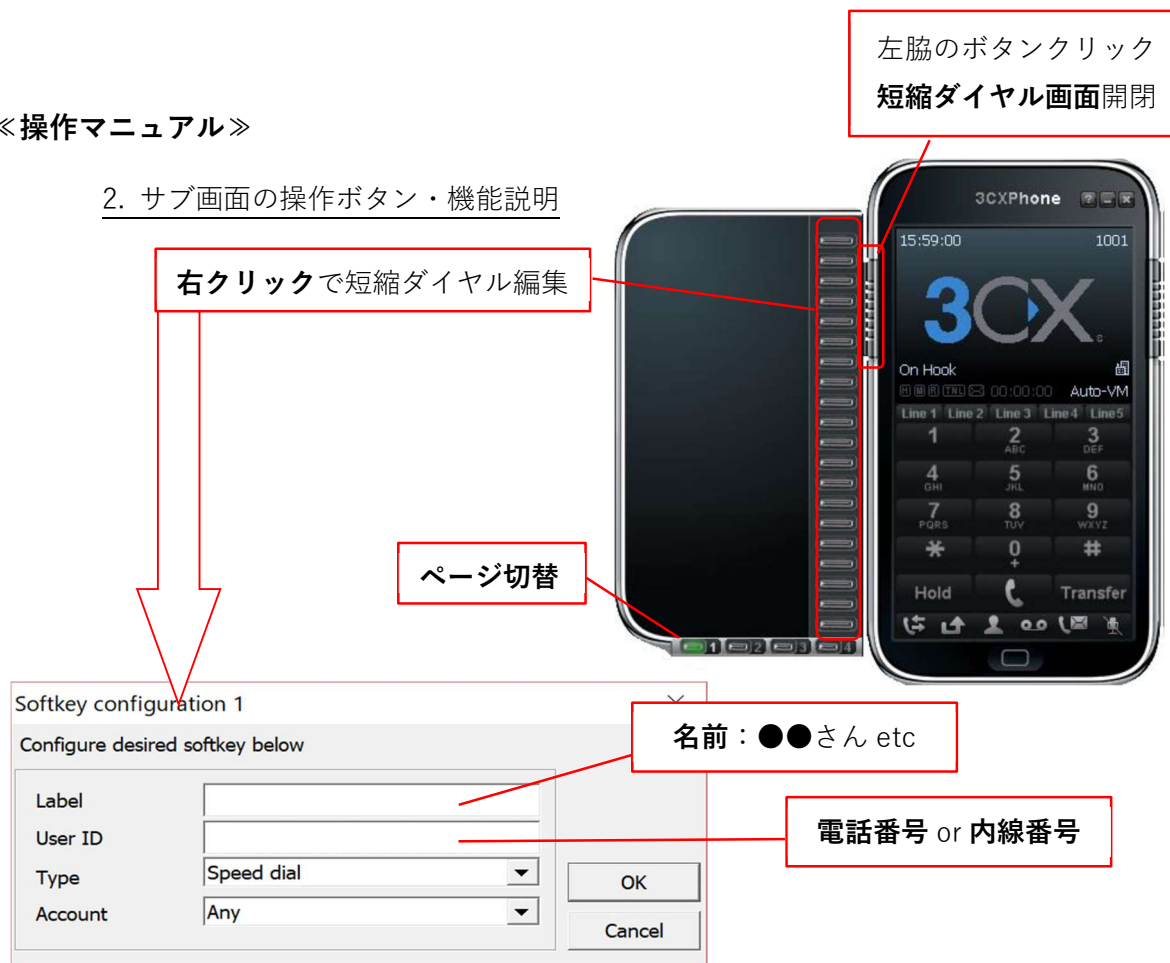 左脇のボタンクリック
短縮ダイヤル画面開閉
≪操作マニュアル≫
2. サブ画面の操作ボタン・機能説明
右クリックで短縮ダイヤル編集
3CXPhone
15:59:00 1001
3CX
On Hook
H M R TNL 00:00:00 Auto-VM
Line 1 Line 2 Line 3 Line 4 Line5
1 2 3
ABC DEF
4 5 6
GHI JKL MNO
7 8 9
PQRS TUV WXYZ
* 0 #
+
Hold Transfer
ページ切替
1 2 3 4
Softkey configuration 1
Configure desired softkey below
名前：●●さん etc
Label
User ID
電話番号 or 内線番号
Type Speed dial
OK
Account Any
Cancel